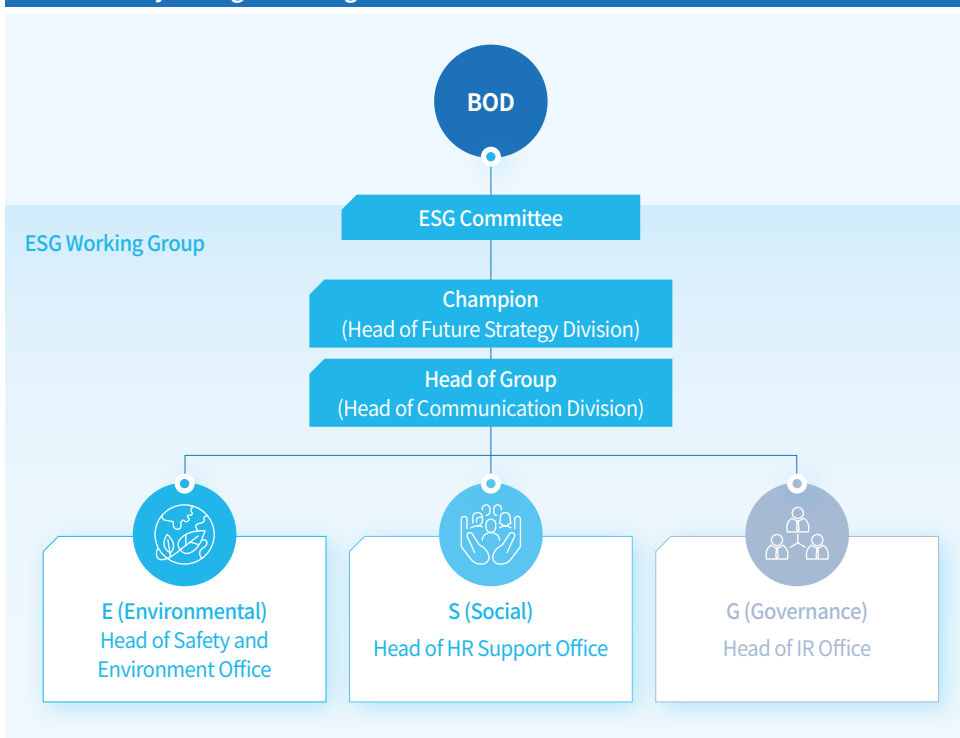 BOD
ESG Committee
ESG Working Group
Champion
(Head of Future Strategy Division)
Head of Group
(Head of Communication Division)
E (Environmental)
Head of Safety and
Environment Office
S (Social)
Head of HR Support Office
G (Governance)
Head of IR Office